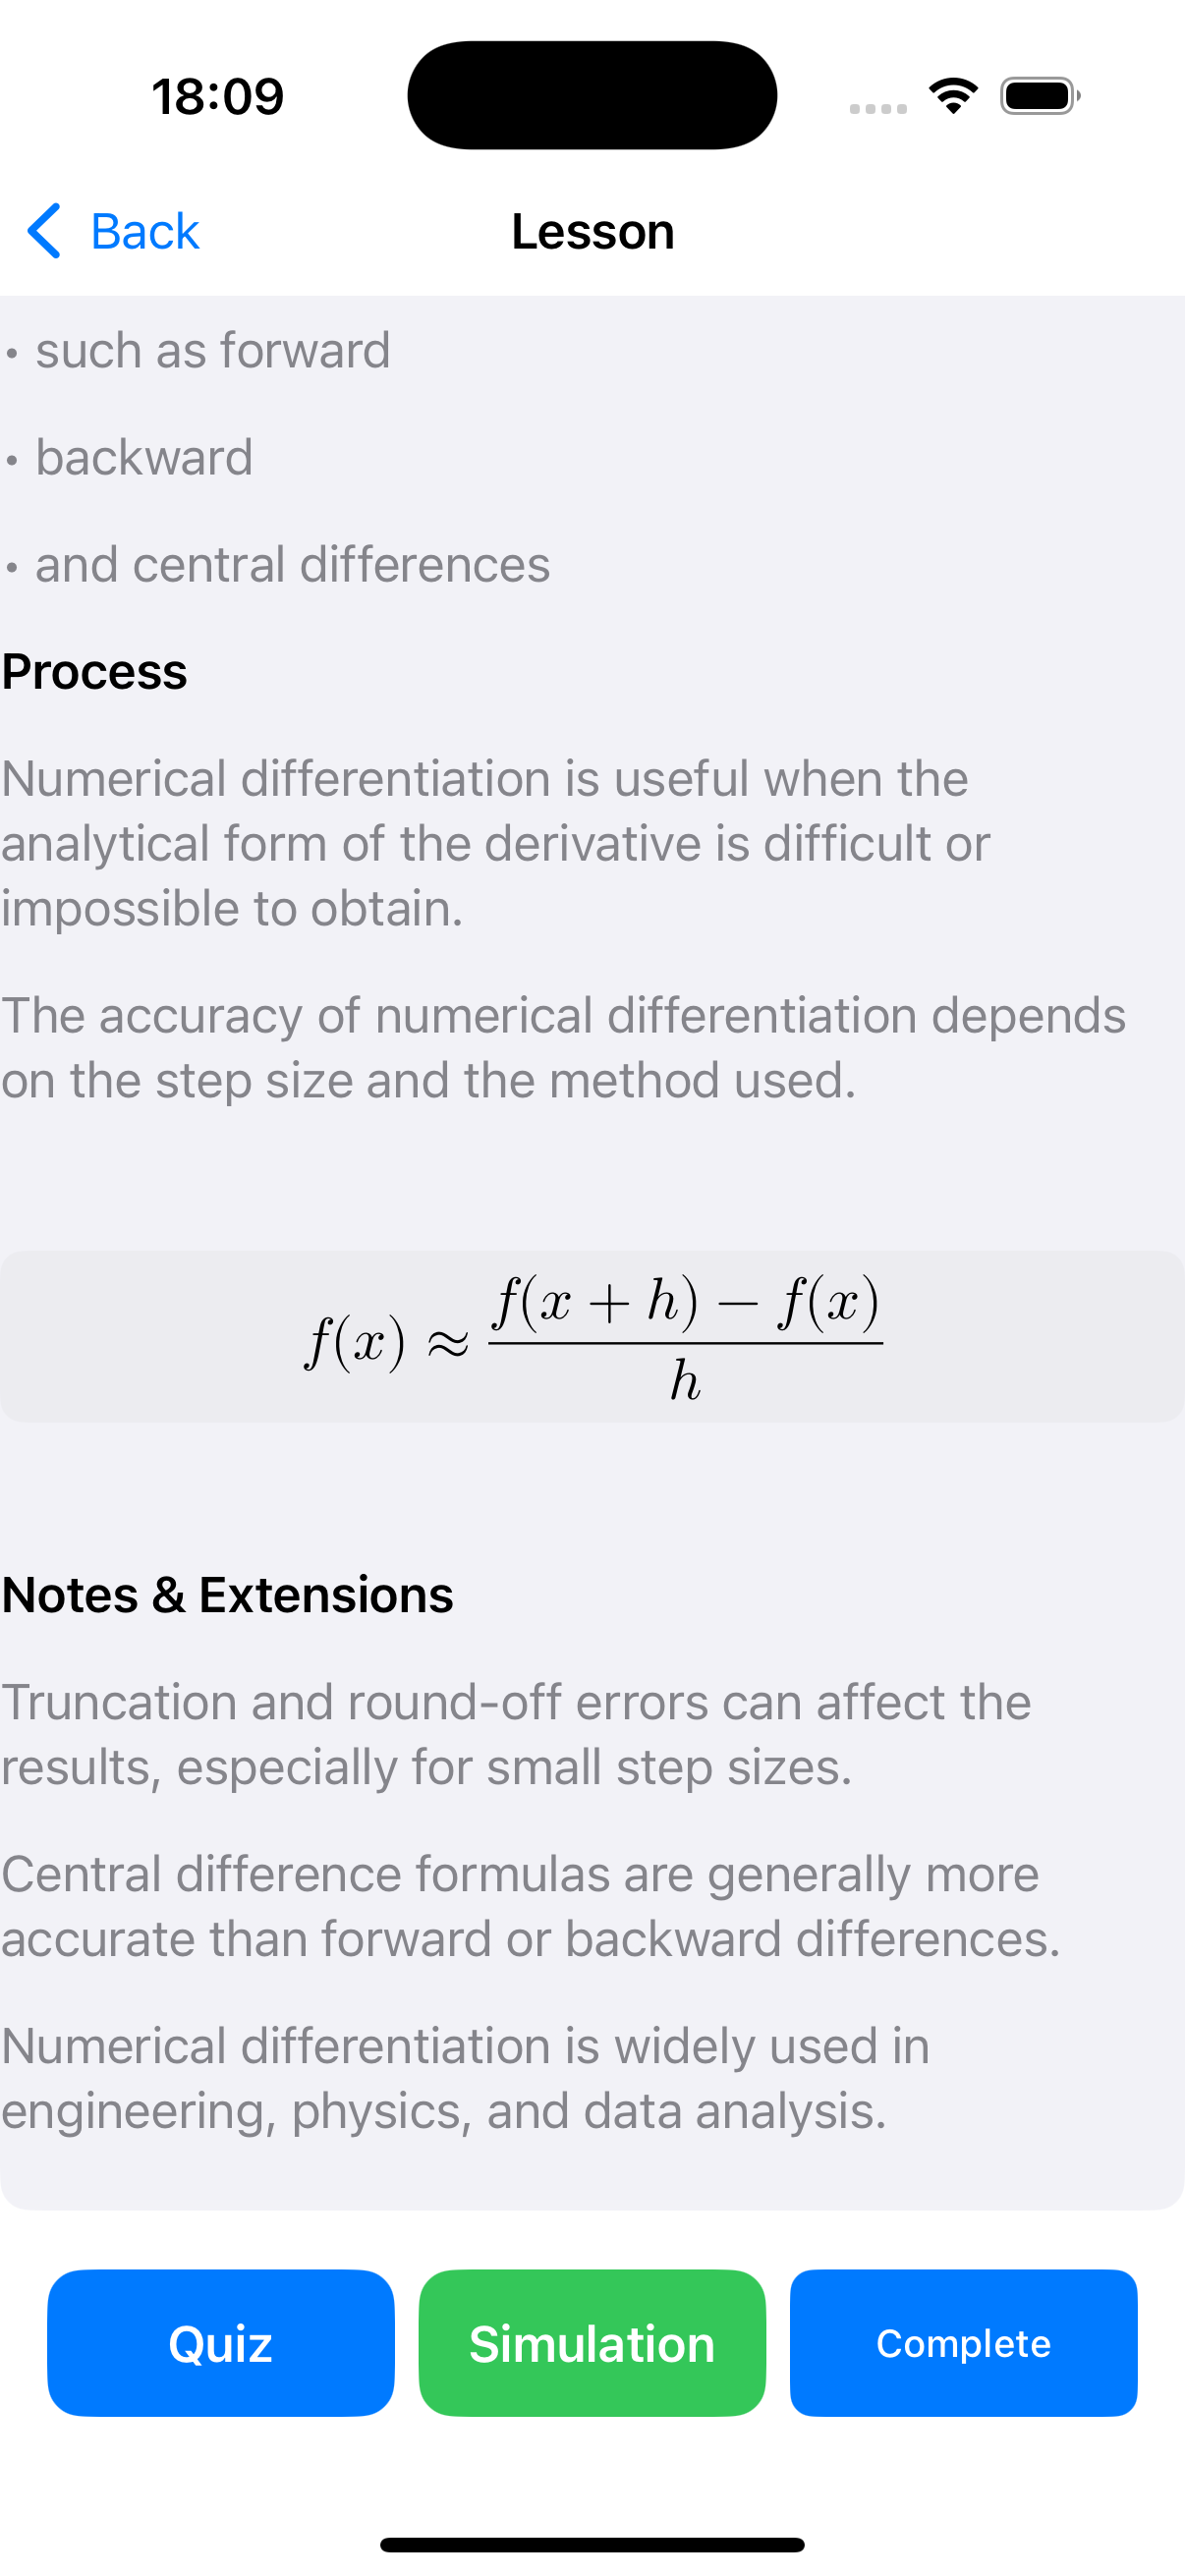 18:09
Back
Lesson
• such as forward
• backward
• and central differences
Process
Numerical differentiation is useful when the
analytical form of the derivative is difficult or
impossible to obtain.
The accuracy of numerical differentiation depends
on the step size and the method used.
f(x) ≈ \frac{f(x + h) − f(x)}{h}
Notes & Extensions
Truncation and round-off errors can affect the
results, especially for small step sizes.
Central difference formulas are generally more
accurate than forward or backward differences.
Numerical differentiation is widely used in
engineering, physics, and data analysis.
Quiz
Simulation
Complete